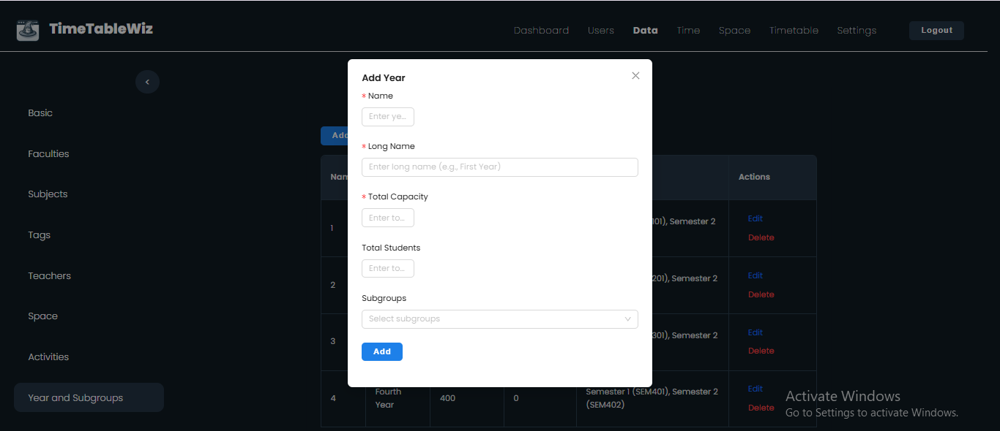 TimeTableWiz
Dashboard Users Data Time Space Timetable Settings Logout
Basic
Faculties
Subjects
Tags
Teachers
Space
Activities
Year and Subgroups
Add Year
* Name
Enter ye...
* Long Name
Enter long name (e.g., First Year)
* Total Capacity
Enter to...
Total Students
Enter to...
Subgroups
Select subgroups
Add
Add
Actions
1
101), Semester 2
Edit
Delete
2
201), Semester 2
Edit
Delete
3
301), Semester 2
Edit
Delete
4
Fourth
Year
400
0
Semester 1 (SEM401), Semester 2
(SEM402)
Edit
Delete
Activate Windows
Go to Settings to activate Windows.